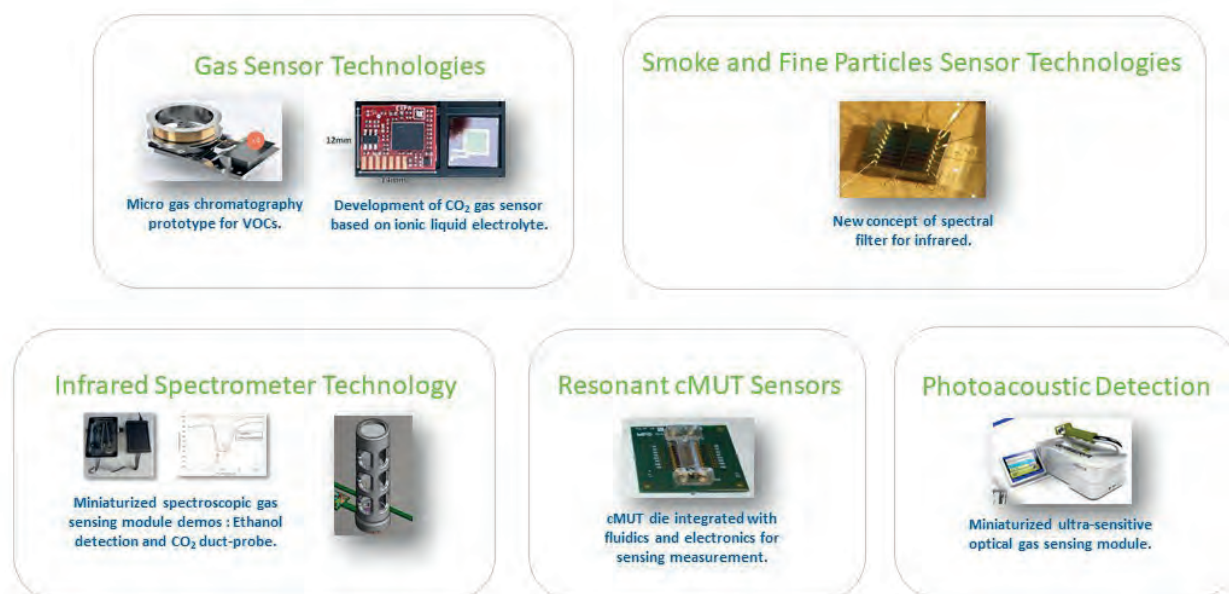 Gas Sensor Technologies
12mm
Micro gas chromatography
prototype for VOCs.
Development of CO₂ gas sensor
based on ionic liquid electrolyte.
Smoke and Fine Particles Sensor Technologies
New concept of spectral
filter for infrared.
Infrared Spectrometer Technology
Miniaturized spectroscopic gas
sensing module demos : Ethanol
detection and CO₂ duct-probe.
Resonant cMUT Sensors
cMUT die integrated with
fluidics and electronics for
sensing measurement.
Photoacoustic Detection
Miniaturized ultra-sensitive
optical gas sensing module.